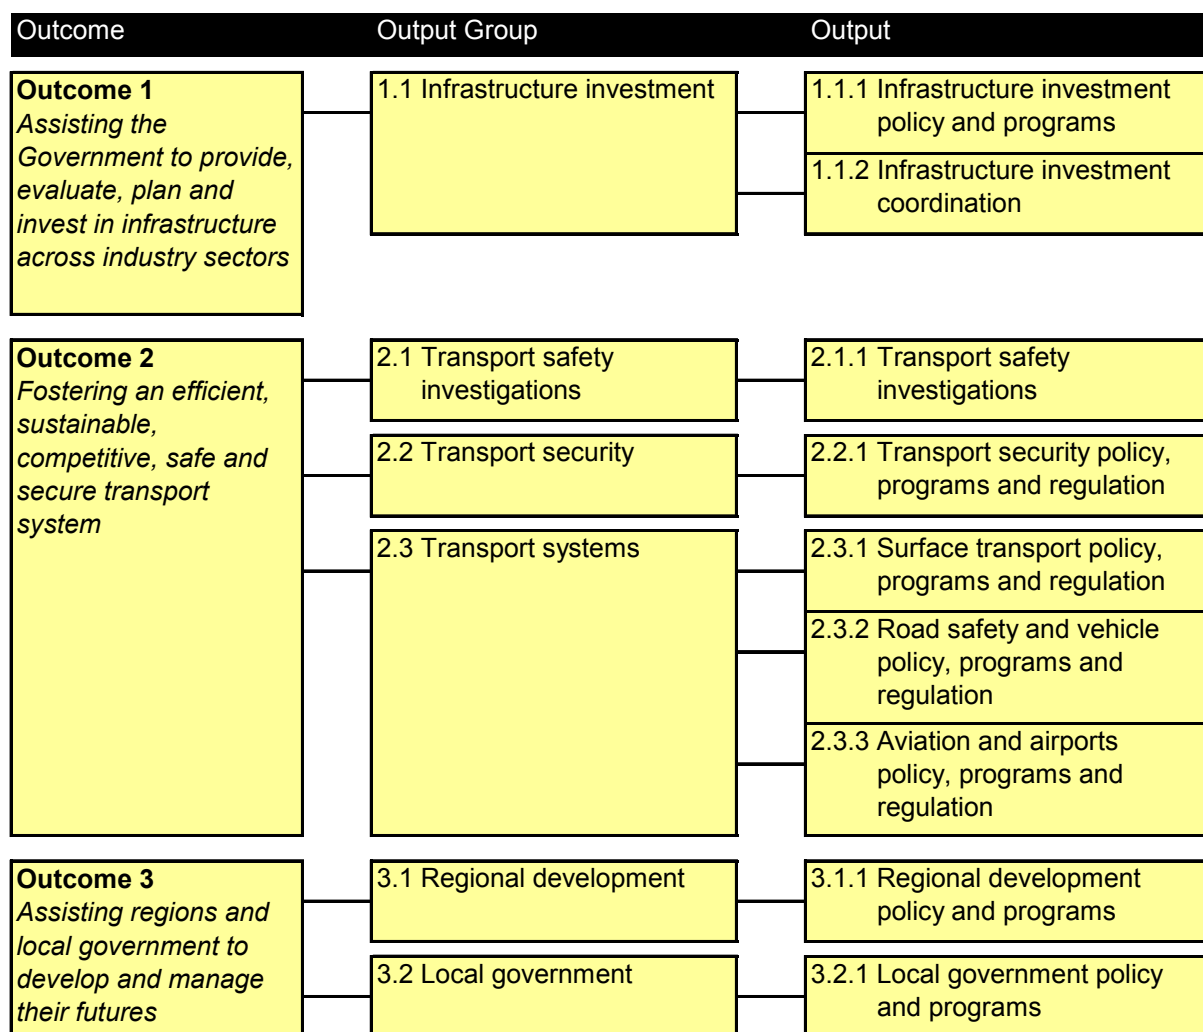 Outcome Output Group Output
Outcome 1
Assisting the
Government to provide,
evaluate, plan and
invest in infrastructure
across industry sectors
1.1 Infrastructure investment
1.1.1 Infrastructure investment
policy and programs
1.1.2 Infrastructure investment
coordination
Outcome 2
Fostering an efficient,
sustainable,
competitive, safe and
secure transport
system
2.1 Transport safety
investigations
2.1.1 Transport safety
investigations
2.2 Transport security
2.2.1 Transport security policy,
programs and regulation
2.3 Transport systems
2.3.1 Surface transport policy,
programs and regulation
2.3.2 Road safety and vehicle
policy, programs and
regulation
2.3.3 Aviation and airports
policy, programs and
regulation
Outcome 3
Assisting regions and
local government to
develop and manage
their futures
3.1 Regional development
3.1.1 Regional development
policy and programs
3.2 Local government
3.2.1 Local government policy
and programs